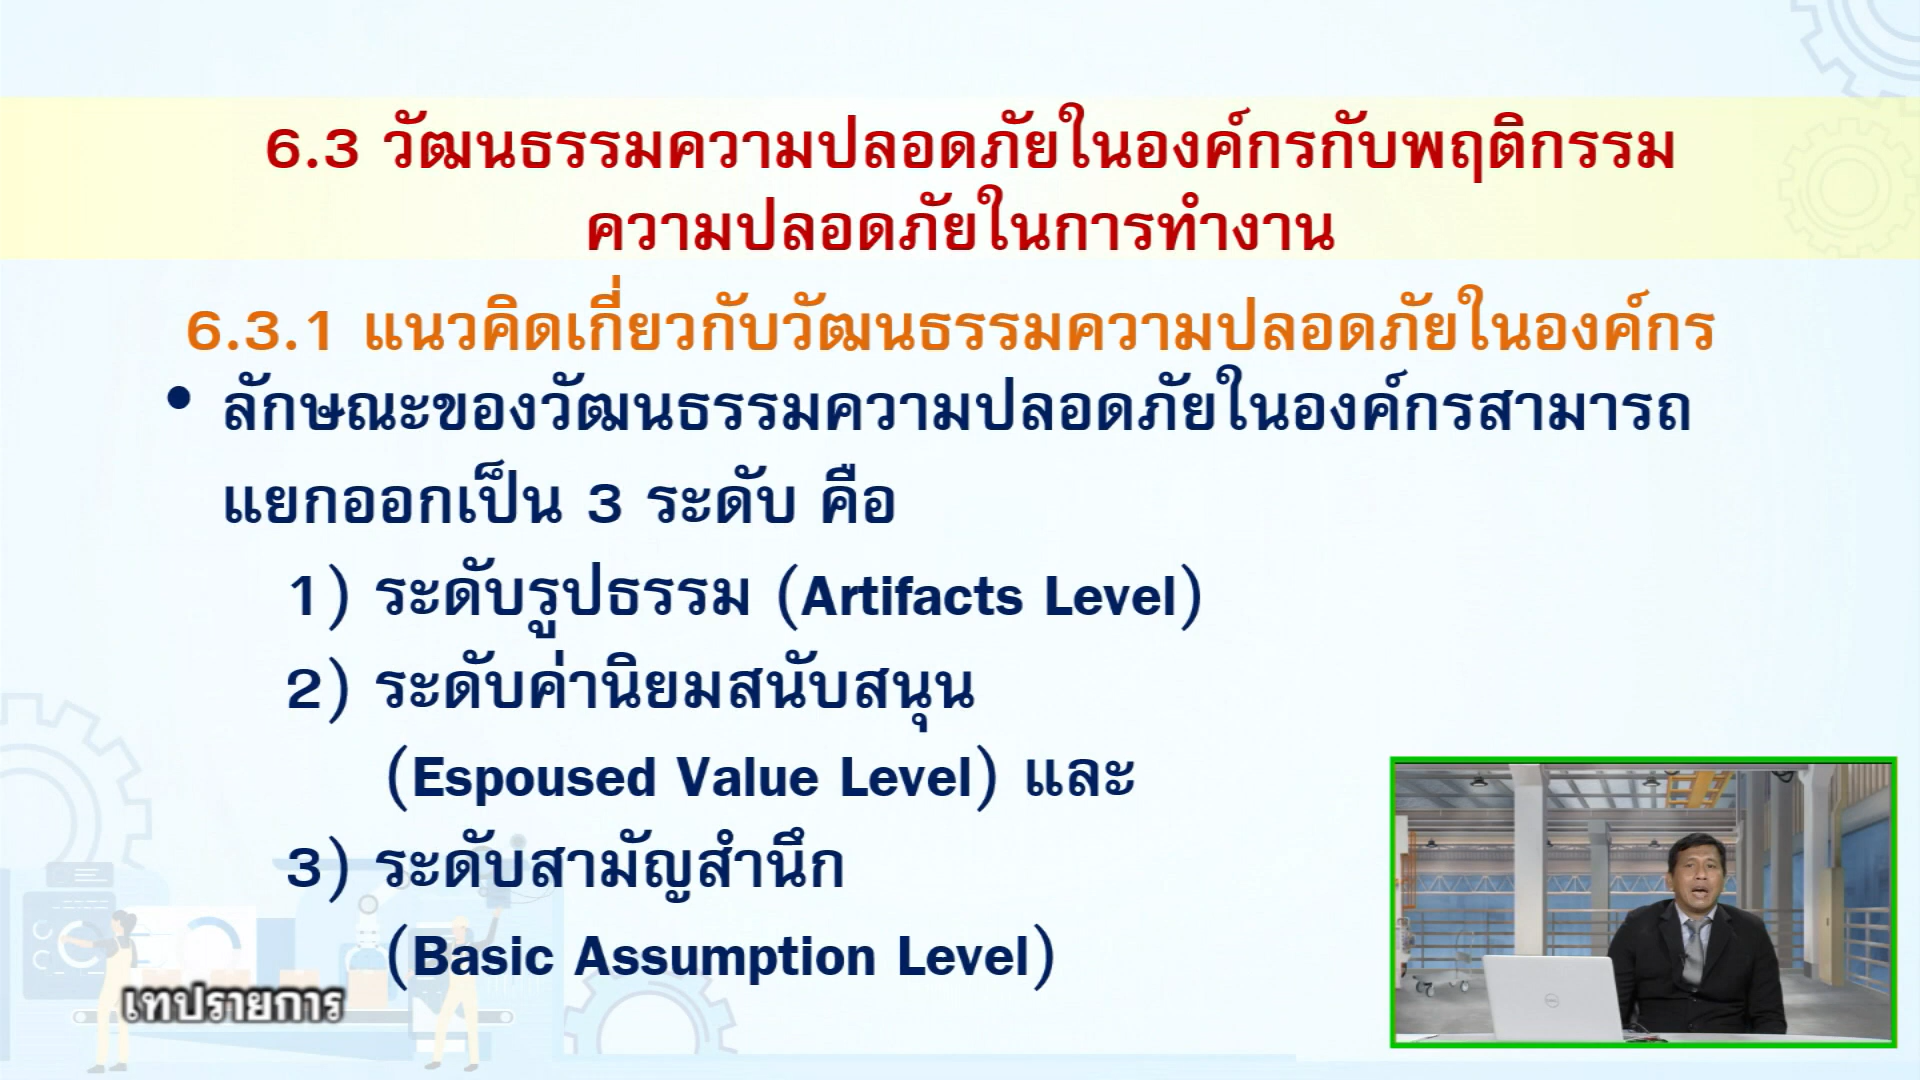 6.3 วัฒนธรรมความปลอดภัยในองค์กรกับพฤติกรรม
ความปลอดภัยในการทำงาน
6.3.1 แนวคิดเกี่ยวกับวัฒนธรรมความปลอดภัยในองค์กร
• ลักษณะของวัฒนธรรมความปลอดภัยในองค์กรสามารถ
แยกออกเป็น 3 ระดับ คือ
1) ระดับรูปธรรม (Artifacts Level)
2) ระดับค่านิยมสนับสนุน
(Espoused Value Level) และ
3) ระดับสามัญสำนึก
(Basic Assumption Level)
เทปรายการ